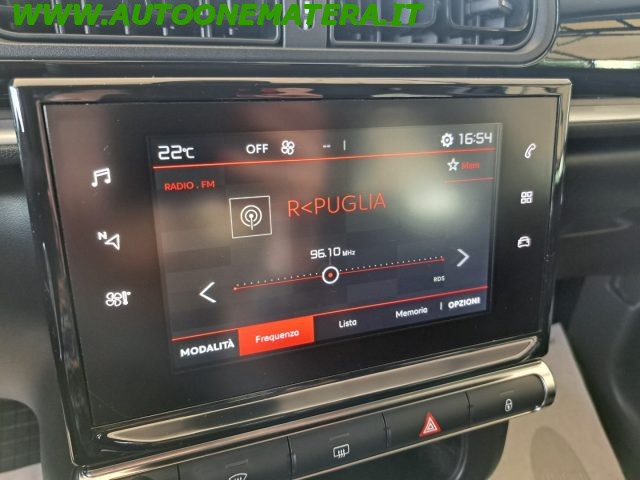 WWW.AUTOONEMATERA.IT
22°C OFF -- | 16:54
RADIO . FM
Mem
R<PUGLIA
96.10 MHz
RDS
MODALITÀ Frequenza Lista Memoria | OPZIONI
N